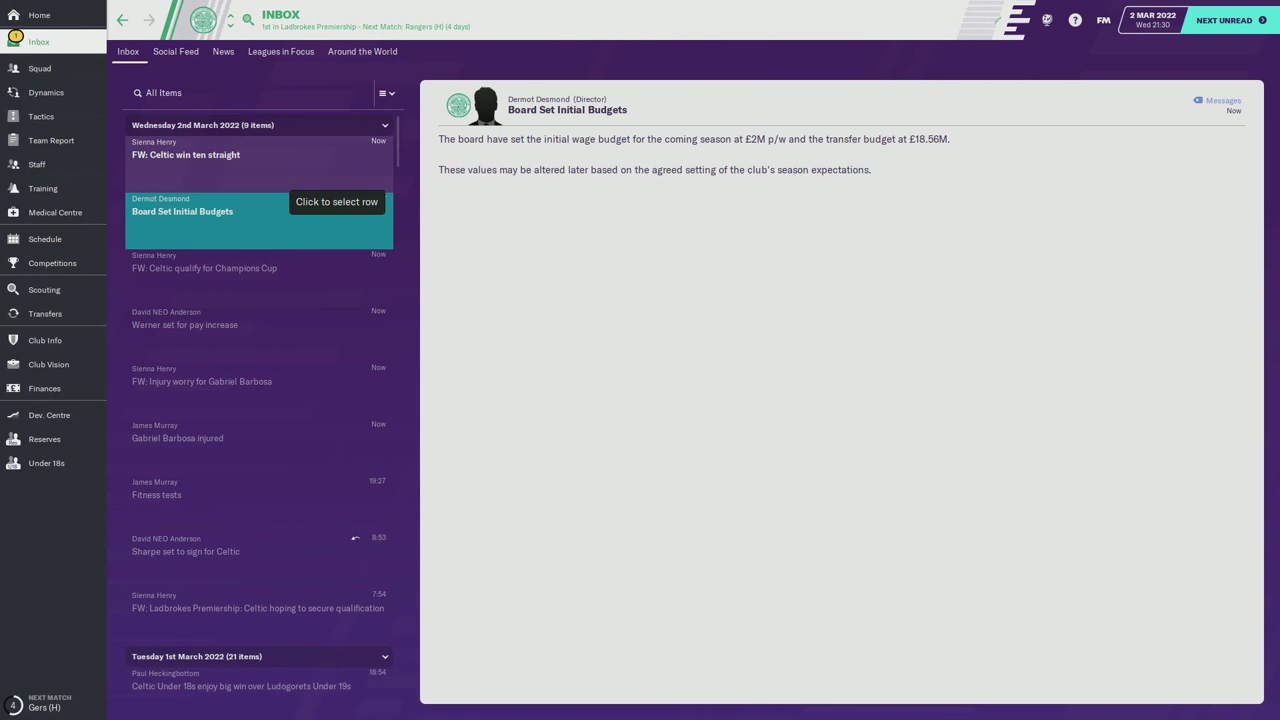 Home
1
Inbox
Squad
Dynamics
Tactics
Team Report
Staff
Training
Medical Centre
Schedule
Competitions
Scouting
Transfers
Club Info
Club Vision
Finances
Dev. Centre
Reserves
Under 18s
4
NEXT MATCH
Gers (H)
INBOX
1st in Ladbrokes Premiership - Next Match: Rangers (H) (4 days)
?
FM
2 MAR 2022
Wed 21:30
NEXT UNREAD
Inbox
Social Feed
News
Leagues in Focus
Around the World
All Items
Wednesday 2nd March 2022 (9 items)
Sienna Henry
Now
FW: Celtic win ten straight
Dermot Desmond
Board Set Initial Budgets
Click to select row
Sienna Henry
Now
FW: Celtic qualify for Champions Cup
David NEO Anderson
Now
Werner set for pay increase
Sienna Henry
Now
FW: Injury worry for Gabriel Barbosa
James Murray
Now
Gabriel Barbosa injured
James Murray
19:27
Fitness tests
David NEO Anderson
8:53
Sharpe set to sign for Celtic
Sienna Henry
7:54
FW: Ladbrokes Premiership: Celtic hoping to secure qualification
Tuesday 1st March 2022 (21 items)
Paul Heckingbottom
18:54
Celtic Under 18s enjoy big win over Ludogorets Under 19s
Dermot Desmond (Director)
Board Set Initial Budgets
Messages
Now
The board have set the initial wage budget for the coming season at £2M p/w and the transfer budget at £18.56M.
These values may be altered later based on the agreed setting of the club's season expectations.